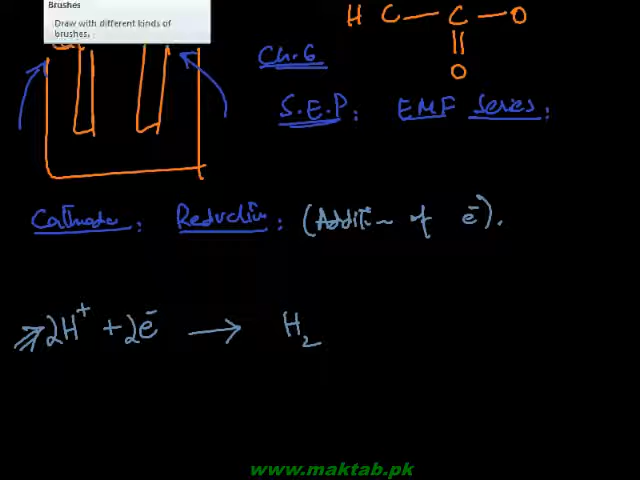 Brushes
Draw with different kinds of
brushes.
H C — C — O
O
Ch.6
S.E.P: EMF Series:
Cathode: Reduction: (Addition of e⁻).
2H⁺ + 2e⁻ → H₂
www.maktab.pk